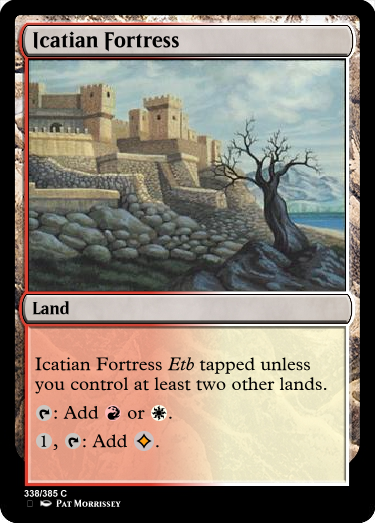 Icatian Fortress
Land
Icatian Fortress Etb tapped unless
you control at least two other lands.
: Add or .
1, : Add .
338/385 C
Pat Morrissey